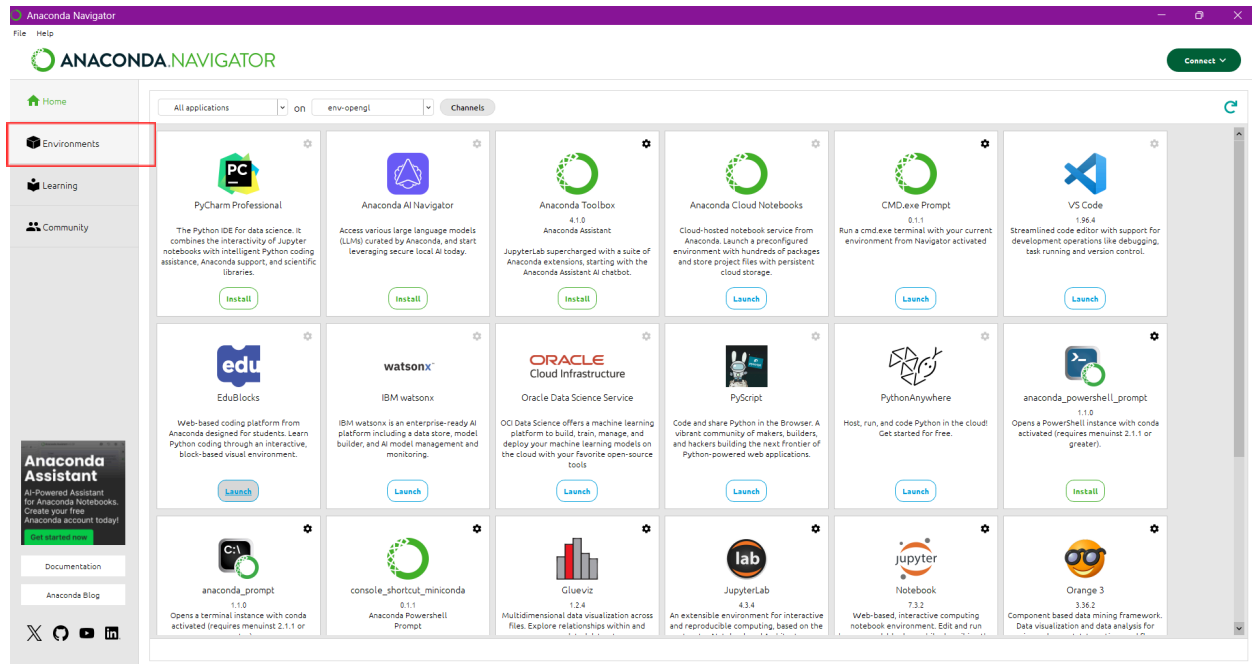 Anaconda Navigator
File Help
ANACONDA.NAVIGATOR
Connect
Home
Environments
Learning
Community
All applications
on
env-opengl
Channels
PC
PyCharm Professional
The Python IDE for data science. It
combines the interactivity of Jupyter
notebooks with intelligent Python coding
assistance, Anaconda support, and scientific
libraries.
Install
Anaconda AI Navigator
Access various large language models
(LLMs) curated by Anaconda, and start
leveraging secure local AI today.
Install
Anaconda Toolbox
4.1.0
Anaconda Assistant
JupyterLab supercharged with a suite of
Anaconda extensions, starting with the
Anaconda Assistant AI chatbot.
Install
Anaconda Cloud Notebooks
Cloud-hosted notebook service from
Anaconda. Launch a preconfigured
environment with hundreds of packages
and store project files with persistent
cloud storage.
Launch
CMD.exe Prompt
0.1.1
Run a cmd.exe terminal with your current
environment from Navigator activated
Launch
VS Code
1.96.4
Streamlined code editor with support for
development operations like debugging,
task running and version control.
Launch
edu
EduBlocks
Web-based coding platform from
Anaconda designed for students. Learn
Python coding through an interactive,
block-based visual environment.
Launch
watsonx
IBM watsonx
IBM watsonx is an enterprise-ready AI
platform including a data store, model
builder, and AI model management and
monitoring.
Launch
ORACLE
Cloud Infrastructure
Oracle Data Science Service
OCI Data Science offers a machine learning
platform to build, train, manage, and
deploy your machine learning models on
the cloud with your favorite open-source
tools
Launch
PyScript
Code and share Python in the Browser. A
vibrant community of makers, builders,
and hackers building the next frontier of
Python-powered web applications.
Launch
PythonAnywhere
Host, run, and code Python in the cloud!
Get started for free.
Launch
anaconda_powershell_prompt
1.1.0
Opens a PowerShell instance with conda
activated (requires menuinst 2.1.1 or
greater).
Install
C:\
anaconda_prompt
1.1.0
Opens a terminal instance with conda
activated (requires menuinst 2.1.1 or
console_shortcut_miniconda
0.1.1
Anaconda Powershell
Prompt
Glueviz
1.2.4
Multidimensional data visualization across
files. Explore relationships within and
lab
JupyterLab
4.3.4
An extensible environment for interactive
and reproducible computing, based on the
jupyter
Notebook
7.3.2
Web-based, interactive computing
notebook environment. Edit and run
Orange 3
3.36.2
Component based data mining framework.
Data visualization and data analysis for
Anaconda
Assistant
AI-Powered Assistant
for Anaconda Notebooks.
Create your free
Anaconda account today!
Get started now
Documentation
Anaconda Blog